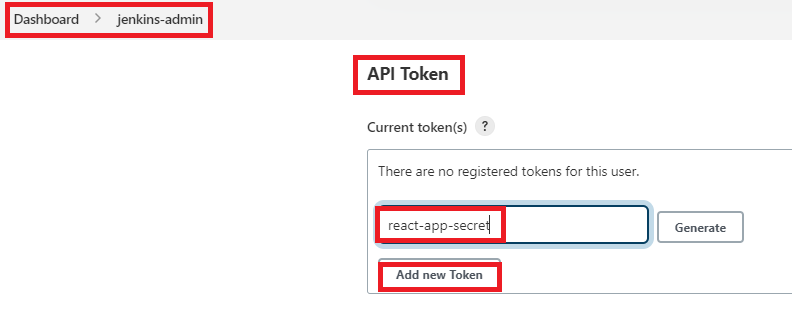 Dashboard > jenkins-admin
API Token
Current token(s) ?
There are no registered tokens for this user.
react-app-secret Generate
Add new Token